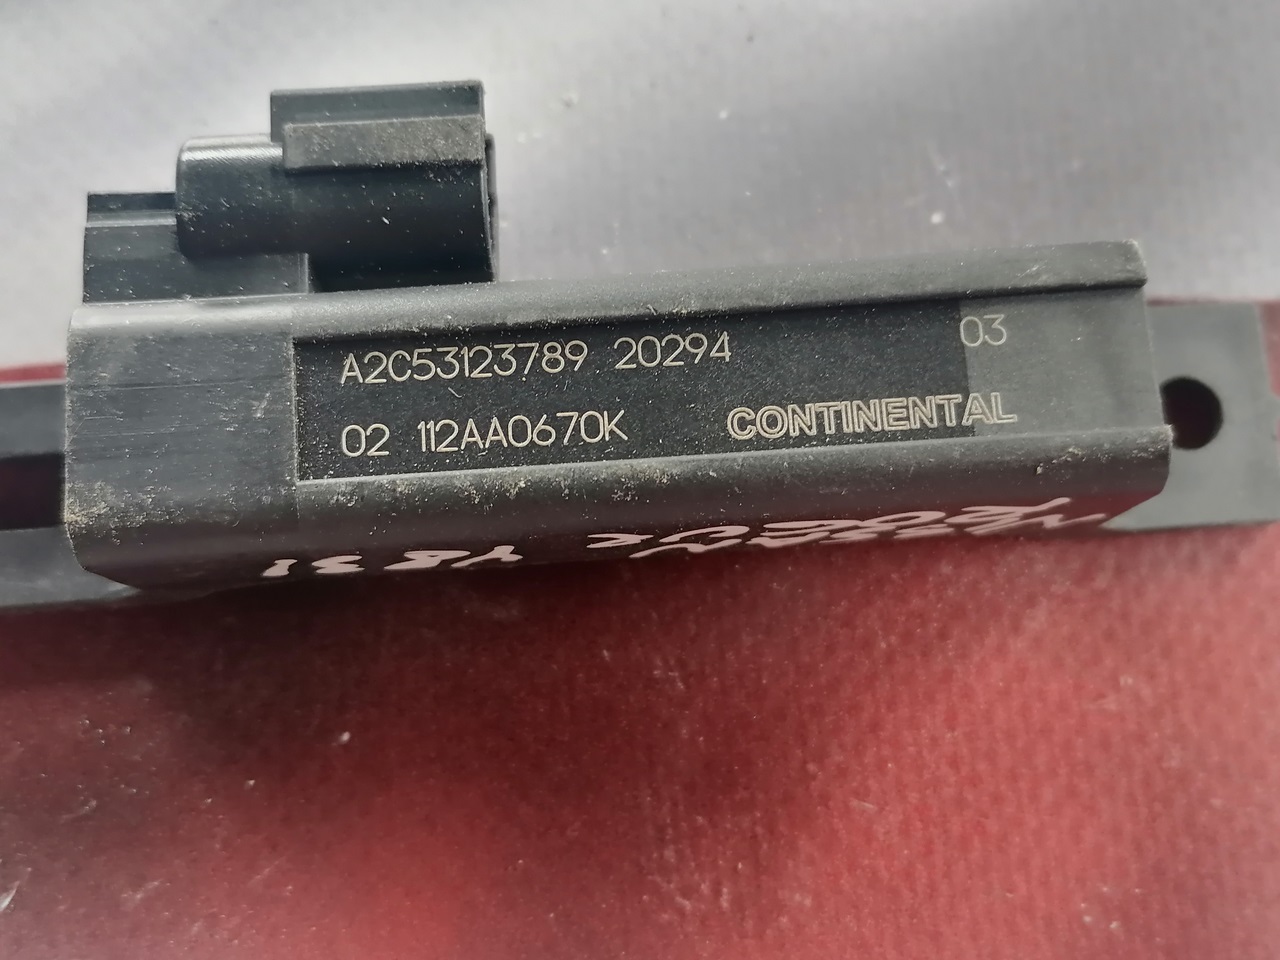 A2C53123789 20294 03
02 112AA0670K CONTINENTAL